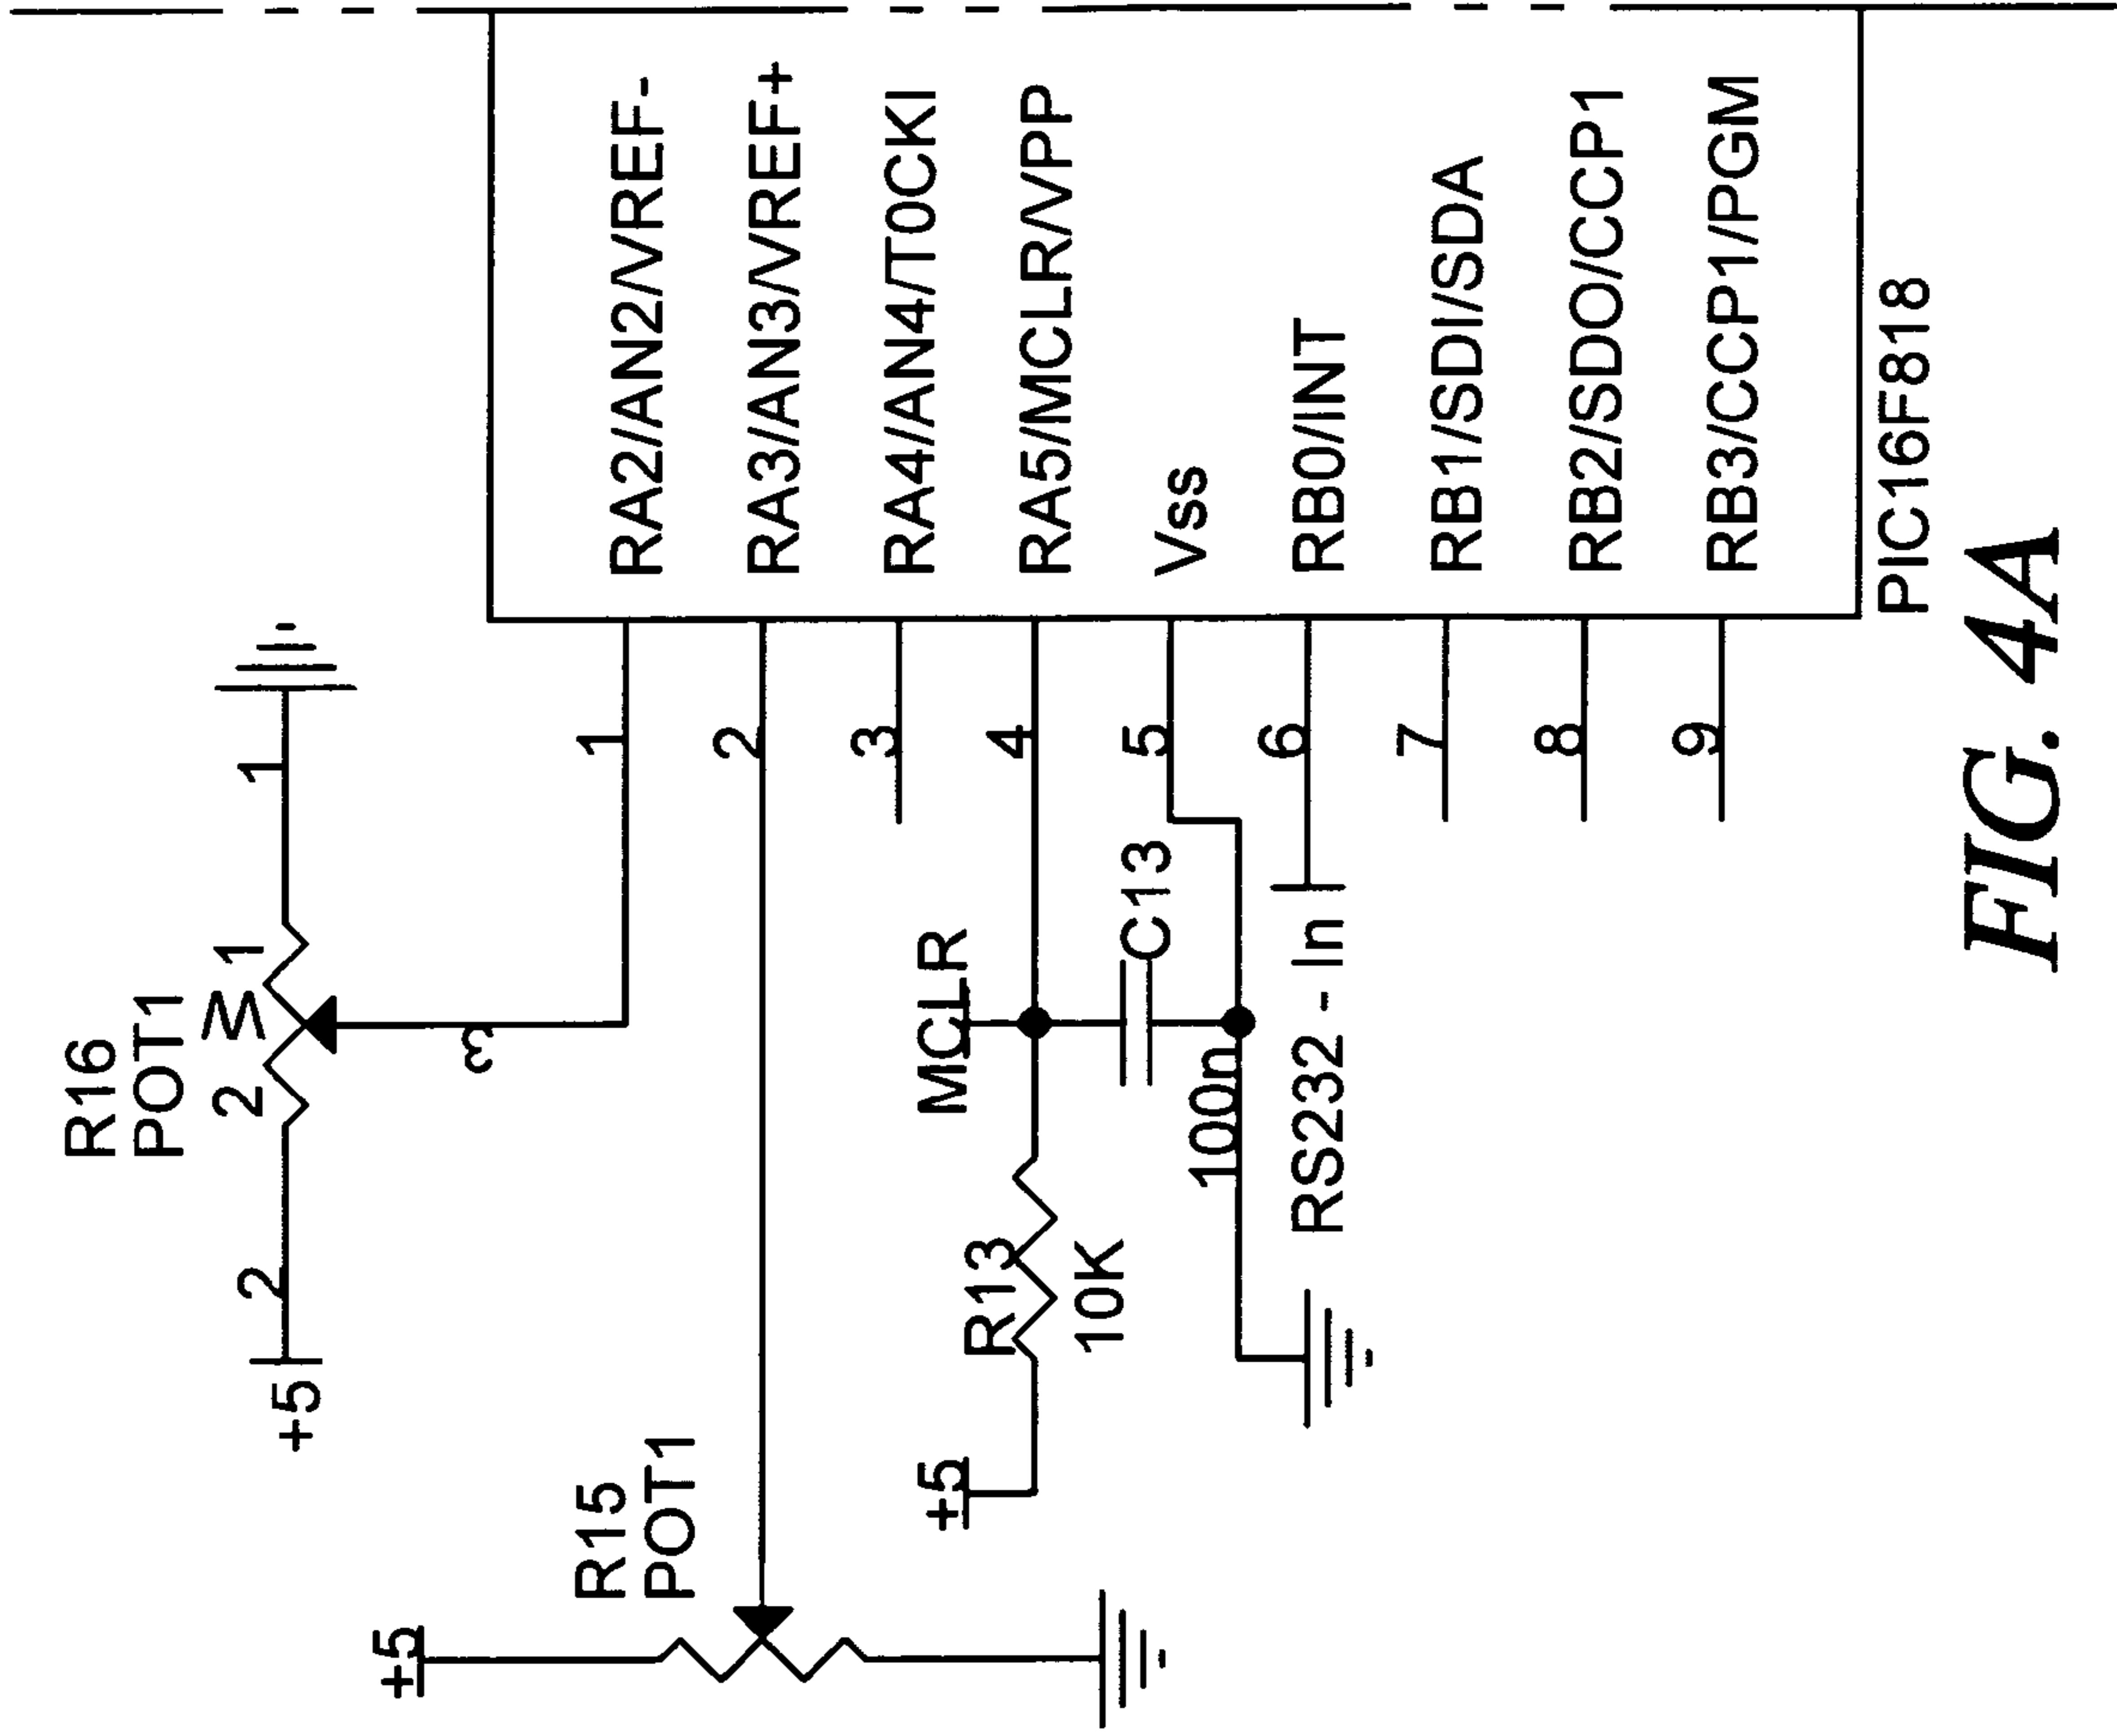 R16
POT1
+5
2
2
W
1
1
3
R15
POT1
+5
+5
R13
10K
MCLR
C13
100n
RS232 - In
1
2
3
4
5
6
7
8
9
RA2/AN2/VREF-
RA3/AN3/VREF+
RA4/AN4/T0CKI
RA5/MCLR/VPP
Vss
RB0/INT
RB1/SDI/SDA
RB2/SDO/CCP1
RB3/CCP1/PGM
PIC16F818
FIG. 4A